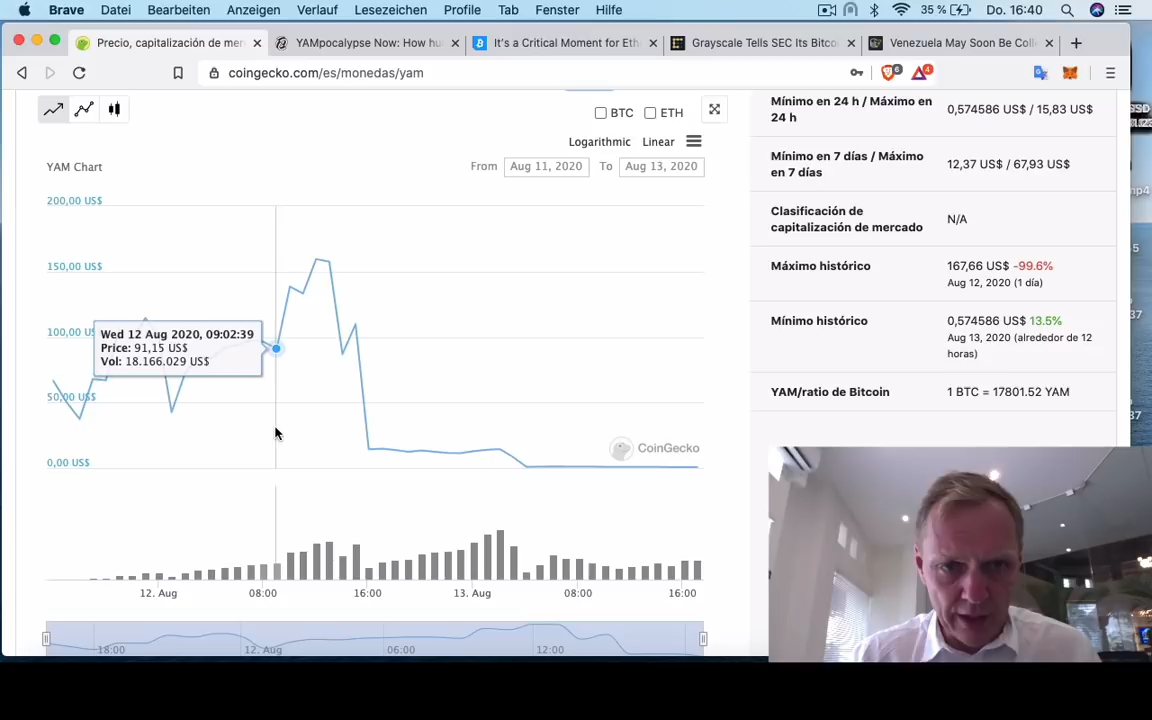 Brave Datei Bearbeiten Anzeigen Verlauf Lesezeichen Profile Tab Fenster Hilfe 35 % Do. 16:40
Precio, capitalización de mer
YAMpocalypse Now: How hu
It's a Critical Moment for Eth
Grayscale Tells SEC Its Bitco
Venezuela May Soon Be Coll
coingecko.com/es/monedas/yam
6
4
BTC ETH
Logarithmic Linear
YAM Chart
From Aug 11, 2020 To Aug 13, 2020
200,00 US$
150,00 US$
100,00 US$
50,00 US$
0,00 US$
Wed 12 Aug 2020, 09:02:39
Price: 91,15 US$
Vol: 18.166.029 US$
CoinGecko
12. Aug 08:00 16:00 13. Aug 08:00 16:00
18:00 12. Aug 06:00 12:00
Mínimo en 24 h / Máximo en
24 h
0,574586 US$ / 15,83 US$
Mínimo en 7 días / Máximo
en 7 días
12,37 US$ / 67,93 US$
Clasificación de
capitalización de mercado
N/A
Máximo histórico
167,66 US$ -99.6%
Aug 12, 2020 (1 día)
Mínimo histórico
0,574586 US$ 13.5%
Aug 13, 2020 (alrededor de 12
horas)
YAM/ratio de Bitcoin
1 BTC = 17801.52 YAM
mp4